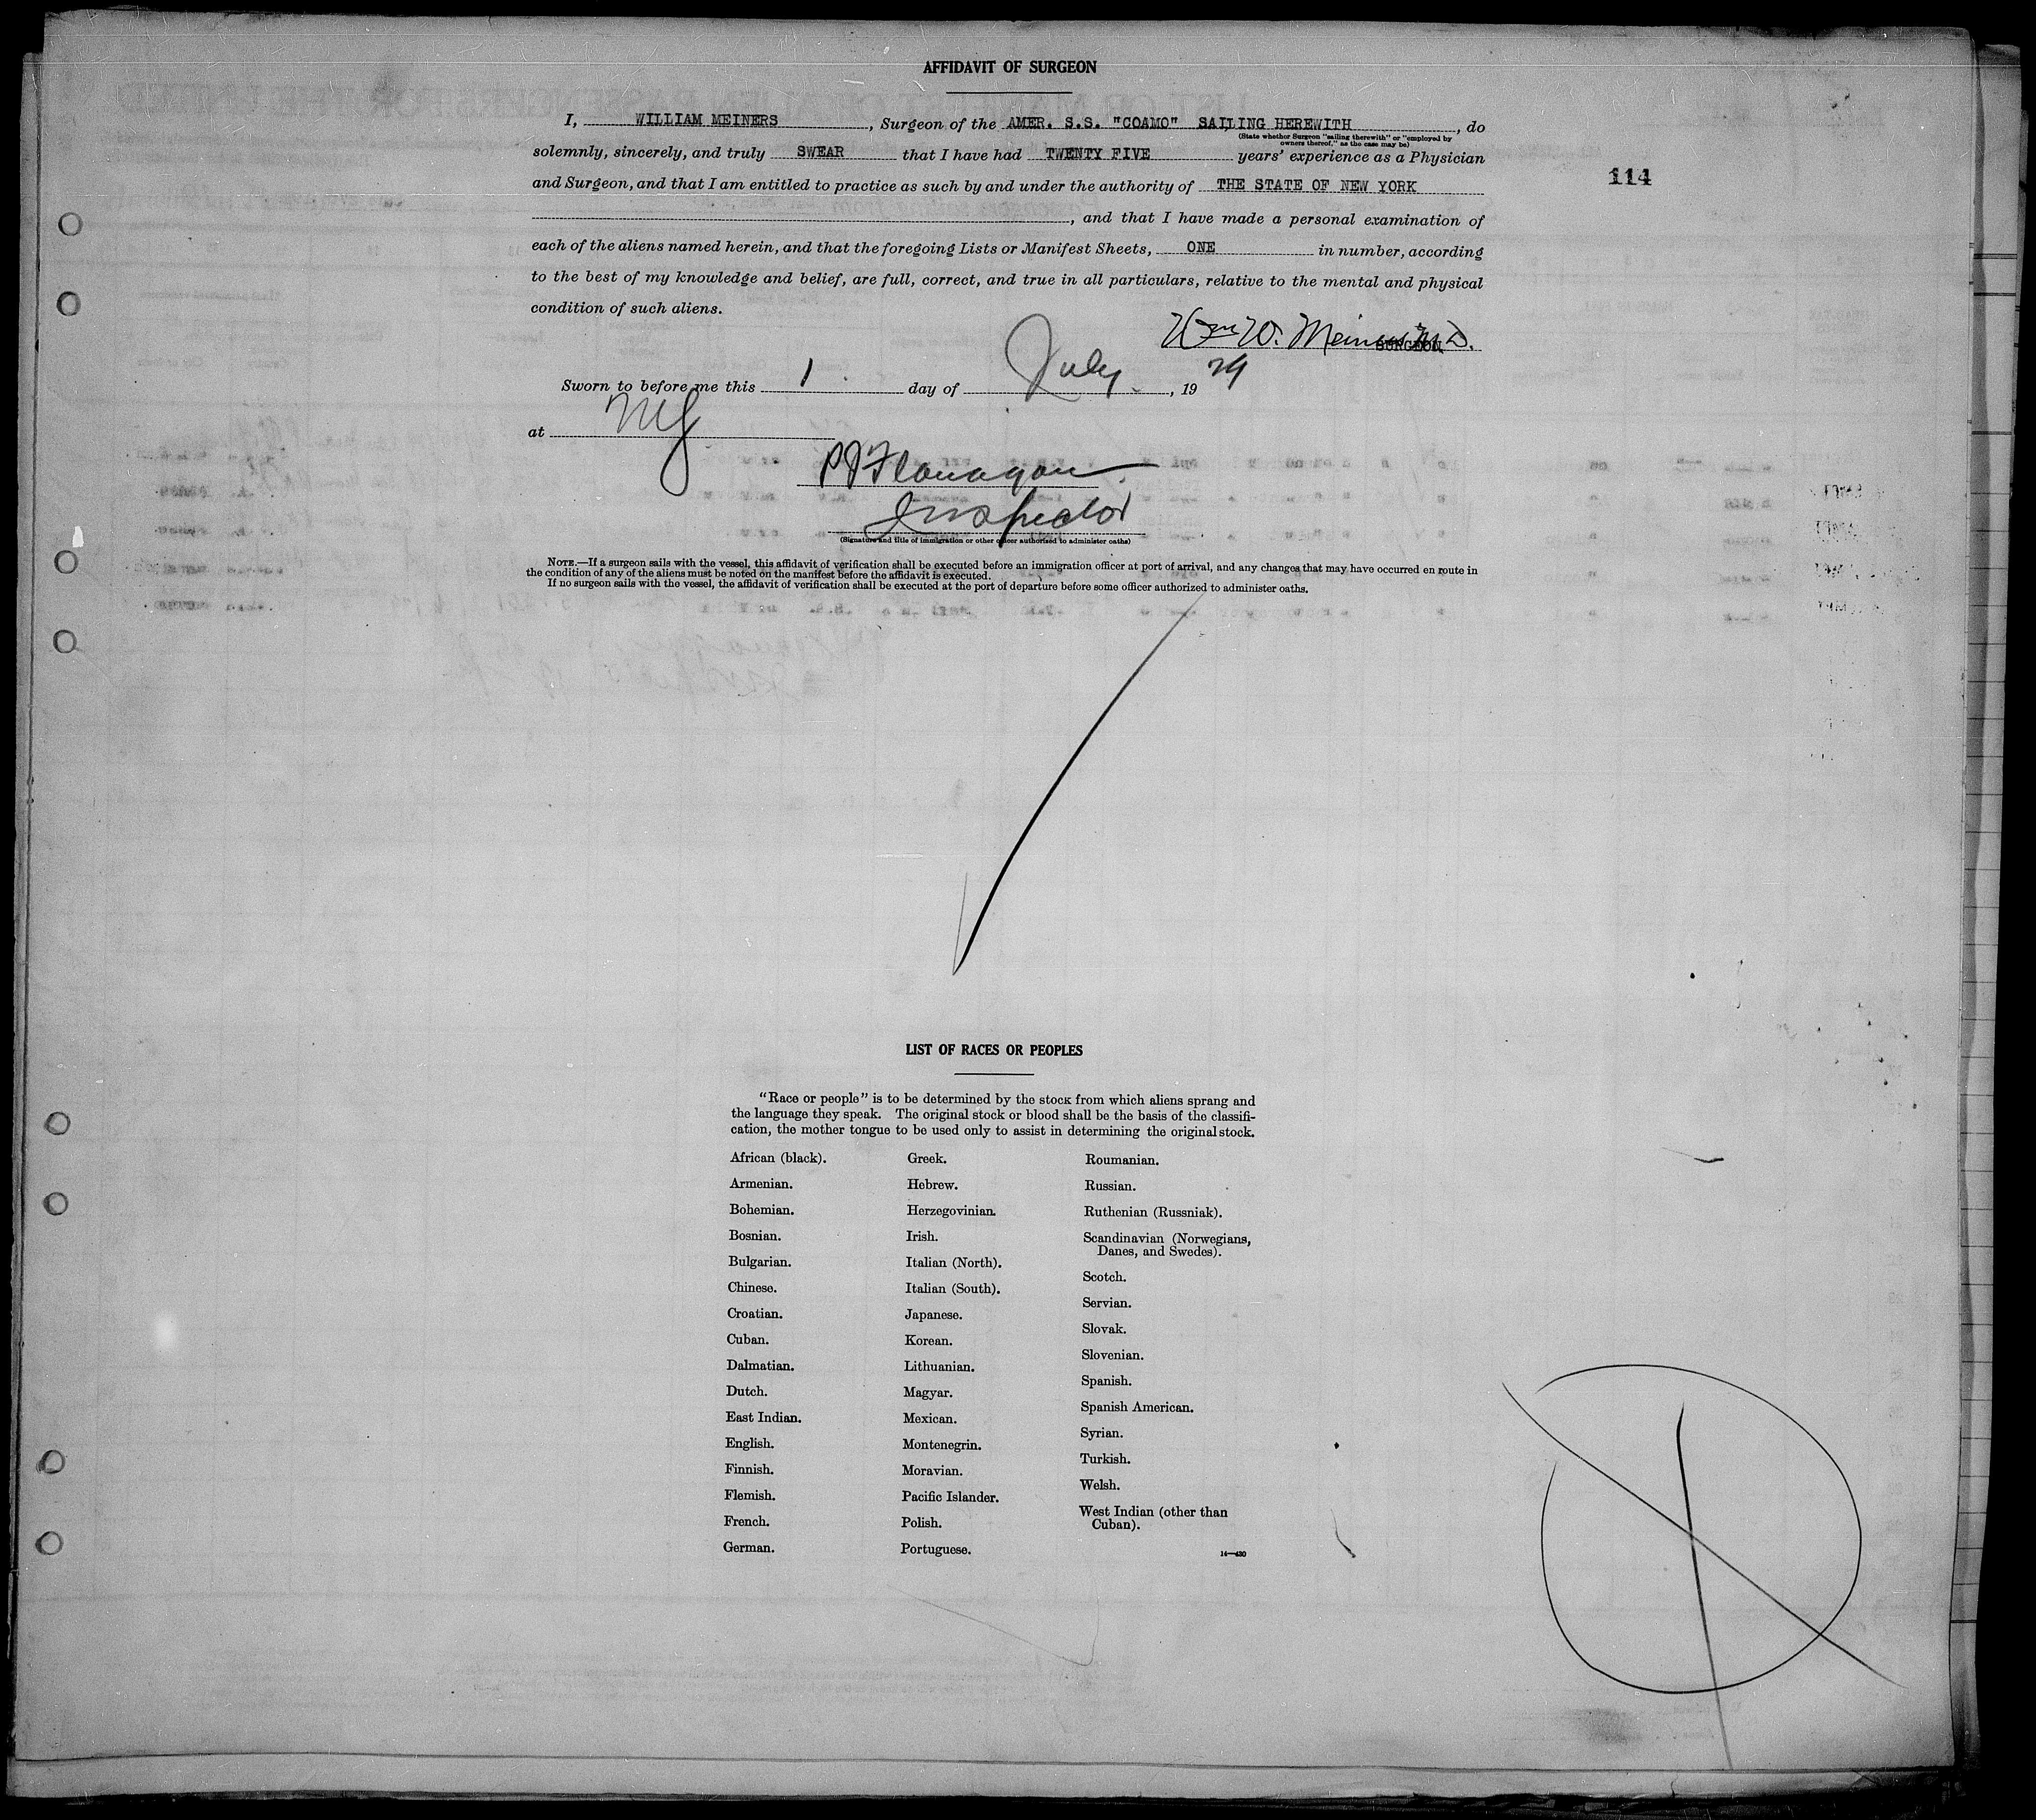 AFFIDAVIT OF SURGEON
I, WILLIAM MEINERS, Surgeon of the AMER. S.S. "COAMO" SAILING HEREWITH, do
(State whether Surgeon "sailing therewith" or "employed by
owners thereof," as the case may be)
solemnly, sincerely, and truly SWEAR that I have had TWENTY FIVE years' experience as a Physician
and Surgeon, and that I am entitled to practice as such by and under the authority of THE STATE OF NEW YORK
114
, and that I have made a personal examination of
each of the aliens named herein, and that the foregoing Lists or Manifest Sheets, ONE in number, according
to the best of my knowledge and belief, are full, correct, and true in all particulars, relative to the mental and physical
condition of such aliens.
Wm W. Meiners M.D.
SURGEON
Sworn to before me this 1 day of July, 1929
at NY
PJ Flanagan
Inspector
(Signature and title of immigration or other officer authorized to administer oaths)
NOTE.—If a surgeon sails with the vessel, this affidavit of verification shall be executed before an immigration officer at port of arrival, and any changes that may have occurred en route in
the condition of any of the aliens must be noted on the manifest before the affidavit is executed.
If no surgeon sails with the vessel, the affidavit of verification shall be executed at the port of departure before some officer authorized to administer oaths.
LIST OF RACES OR PEOPLES
"Race or people" is to be determined by the stock from which aliens sprang and
the language they speak. The original stock or blood shall be the basis of the classifi-
cation, the mother tongue to be used only to assist in determining the original stock.
African (black).
Armenian.
Bohemian.
Bosnian.
Bulgarian.
Chinese.
Croatian.
Cuban.
Dalmatian.
Dutch.
East Indian.
English.
Finnish.
Flemish.
French.
German.
Greek.
Hebrew.
Herzegovinian.
Irish.
Italian (North).
Italian (South).
Japanese.
Korean.
Lithuanian.
Magyar.
Mexican.
Montenegrin.
Moravian.
Pacific Islander.
Polish.
Portuguese.
Roumanian.
Russian.
Ruthenian (Russniak).
Scandinavian (Norwegians,
Danes, and Swedes).
Scotch.
Servian.
Slovak.
Slovenian.
Spanish.
Spanish American.
Syrian.
Turkish.
Welsh.
West Indian (other than
Cuban).
14—430